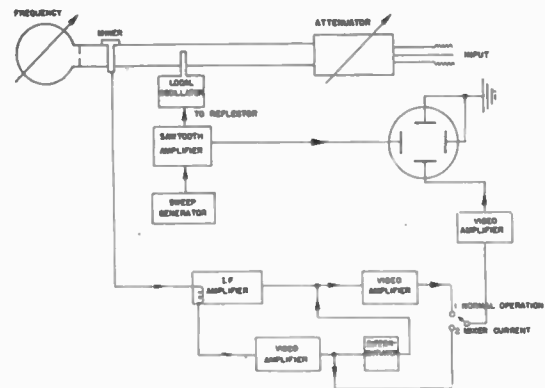 FREQUENCY
MIXER
ATTENUATOR
INPUT
LOCAL
OSCILLATOR
TO REFLECTOR
SAWTOOTH
AMPLIFIER
SWEEP
GENERATOR
VIDEO
AMPLIFIER
I.F
AMPLIFIER
VIDEO
AMPLIFIER
1 NORMAL OPERATION
2 MIXER CURRENT
VIDEO
AMPLIFIER